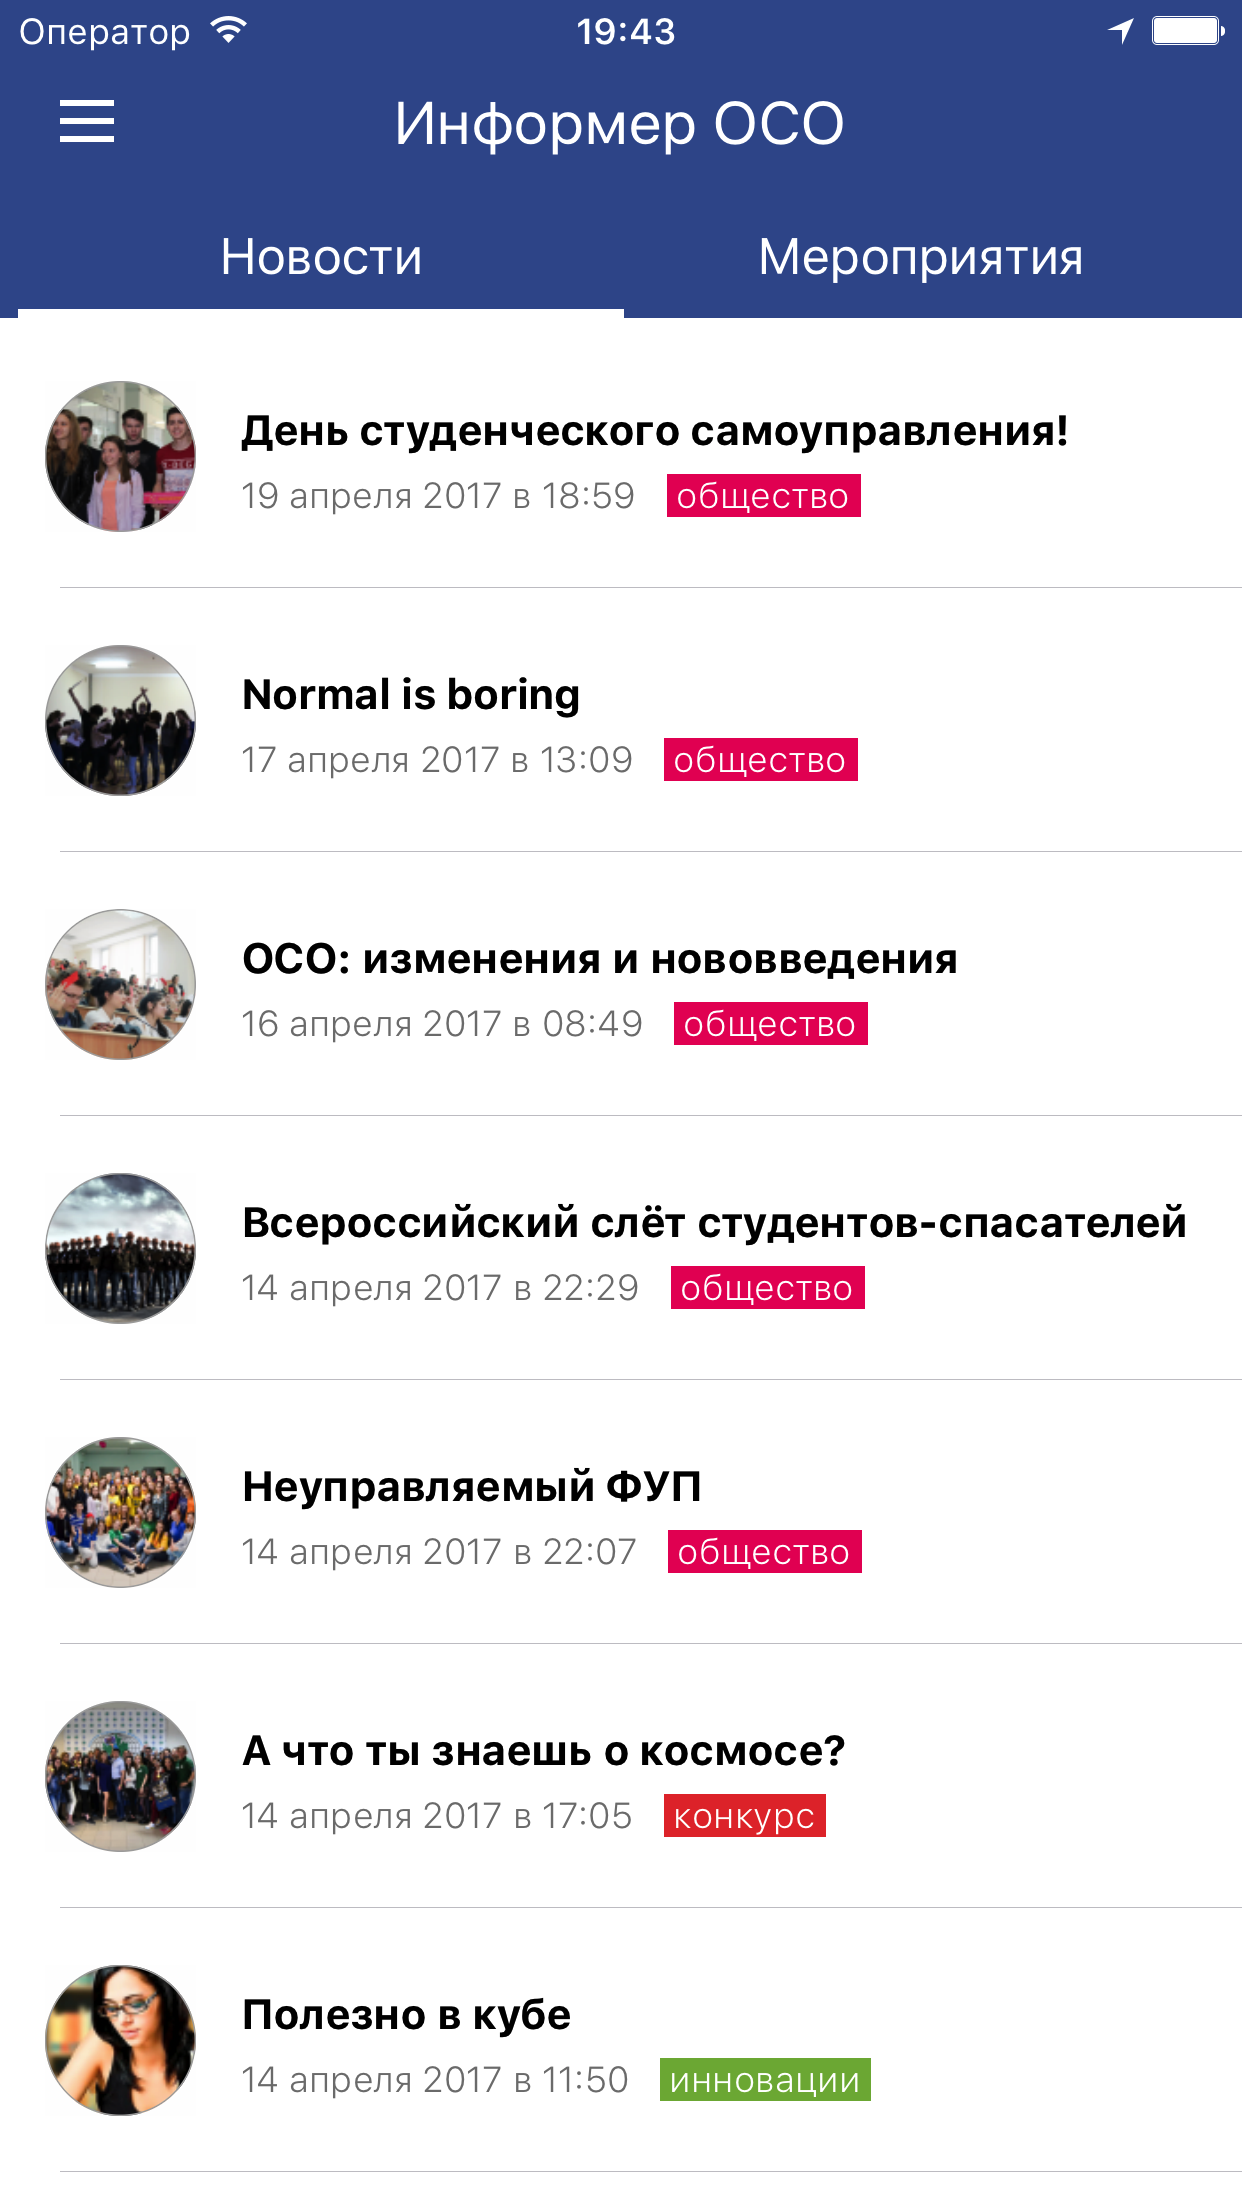 Оператор 19:43
Информер ОСО
Новости Мероприятия
День студенческого самоуправления!
19 апреля 2017 в 18:59 общество
Normal is boring
17 апреля 2017 в 13:09 общество
ОСО: изменения и нововведения
16 апреля 2017 в 08:49 общество
Всероссийский слёт студентов-спасателей
14 апреля 2017 в 22:29 общество
Неуправляемый ФУП
14 апреля 2017 в 22:07 общество
А что ты знаешь о космосе?
14 апреля 2017 в 17:05 конкурс
Полезно в кубе
14 апреля 2017 в 11:50 инновации